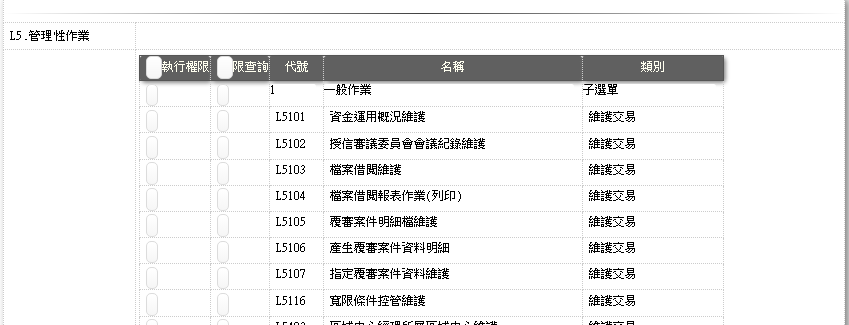 L5.管理性作業
執行權限 限查詢 代號 名稱 類別
1 一般作業 子選單
L5101 資金運用概況維護 維護交易
L5102 授信審議委員會會議紀錄維護 維護交易
L5103 檔案借閱維護 維護交易
L5104 檔案借閱報表作業(列印) 維護交易
L5105 覆審案件明細檔維護 維護交易
L5106 產生覆審案件資料明細 維護交易
L5107 指定覆審案件資料維護 維護交易
L5116 寬限條件控管維護 維護交易